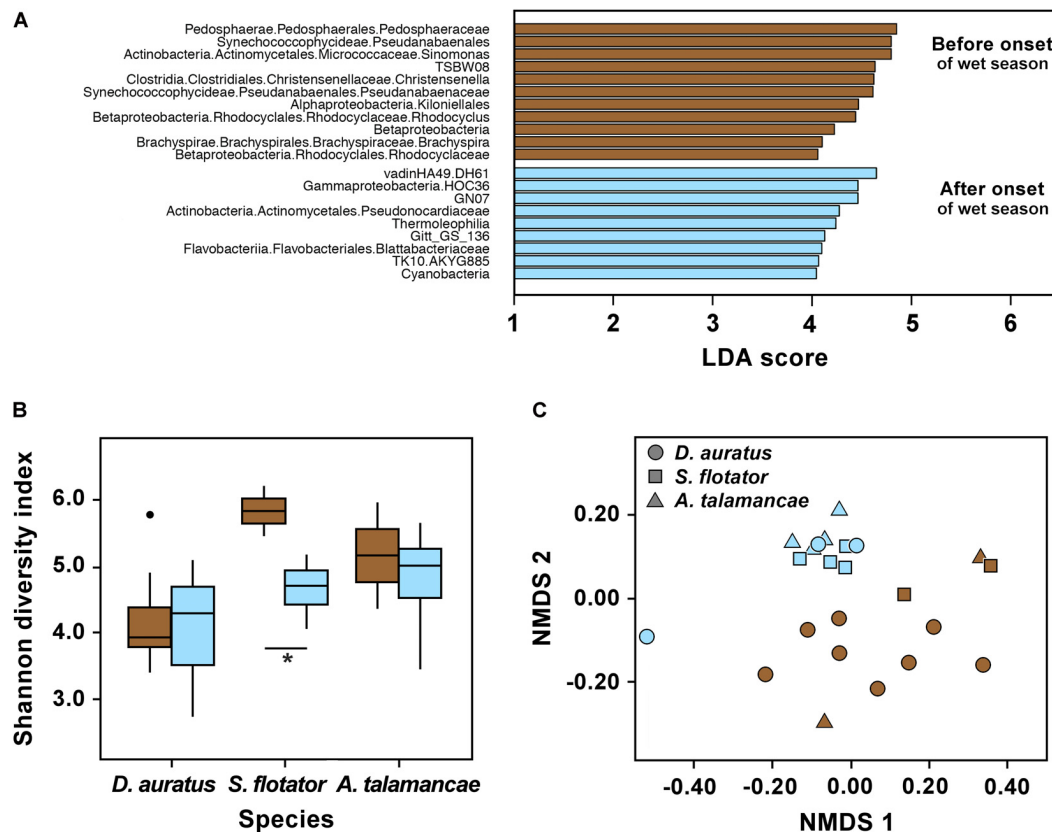 A
Pedosphaerae.Pedosphaerales.Pedosphaeraceae
Synechococcophycideae.Pseudanabaenales
Actinobacteria.Actinomycetales.Micrococcaceae.Sinomonas
TSBW08
Clostridia.Clostridiales.Christensenellaceae.Christensenella
Synechococcophycideae.Pseudanabaenales.Pseudanabaenaceae
Alphaproteobacteria.Kiloniellales
Betaproteobacteria.Rhodocyclales.Rhodocyclaceae.Rhodocyclus
Betaproteobacteria
Brachyspirae.Brachyspirales.Brachyspiraceae.Brachyspira
Betaproteobacteria.Rhodocyclales.Rhodocyclaceae
vadinHA49.DH61
Gammaproteobacteria.HOC36
GN07
Actinobacteria.Actinomycetales.Pseudonocardiaceae
Thermoleophilia
Gitt_GS_136
Flavobacteriia.Flavobacteriales.Blattabacteriaceae
TK10.AKYG885
Cyanobacteria
Before onset
of wet season
After onset
of wet season
1 2 3 4 5 6
LDA score
B
Shannon diversity index
6.0
5.0
4.0
3.0
*
D. auratus S. flotator A. talamancae
Species
C
D. auratus
S. flotator
A. talamancae
NMDS 2
0.20
0.00
-0.20
-0.40 -0.20 0.00 0.20 0.40
NMDS 1